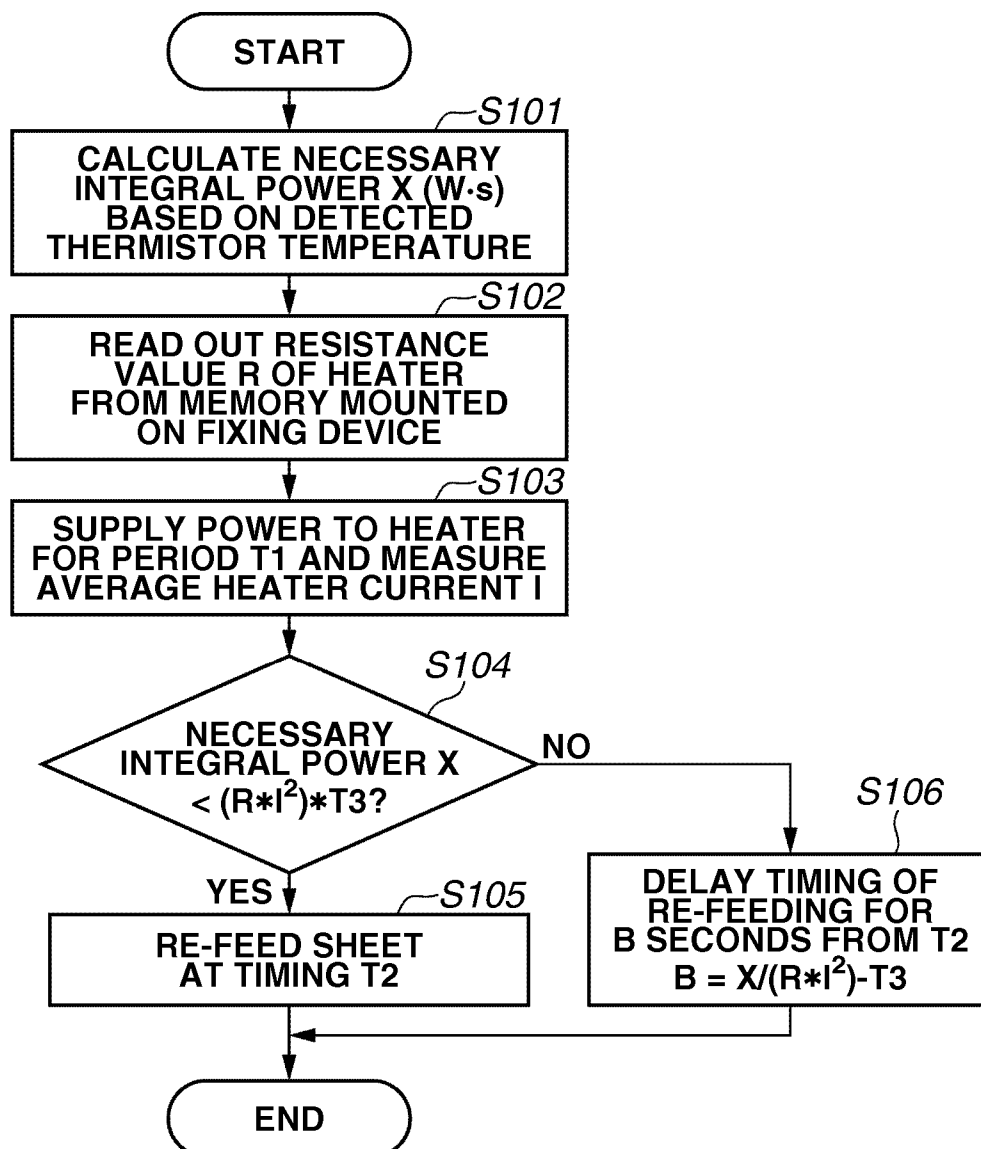 START
S101
CALCULATE NECESSARY
INTEGRAL POWER X (W·s)
BASED ON DETECTED
THERMISTOR TEMPERATURE
S102
READ OUT RESISTANCE
VALUE R OF HEATER
FROM MEMORY MOUNTED
ON FIXING DEVICE
S103
SUPPLY POWER TO HEATER
FOR PERIOD T1 AND MEASURE
AVERAGE HEATER CURRENT I
S104
NECESSARY
INTEGRAL POWER X
< (R*I²)*T3?
NO
YES
S105
RE-FEED SHEET
AT TIMING T2
S106
DELAY TIMING OF
RE-FEEDING FOR
B SECONDS FROM T2
B = X/(R*I²)-T3
END